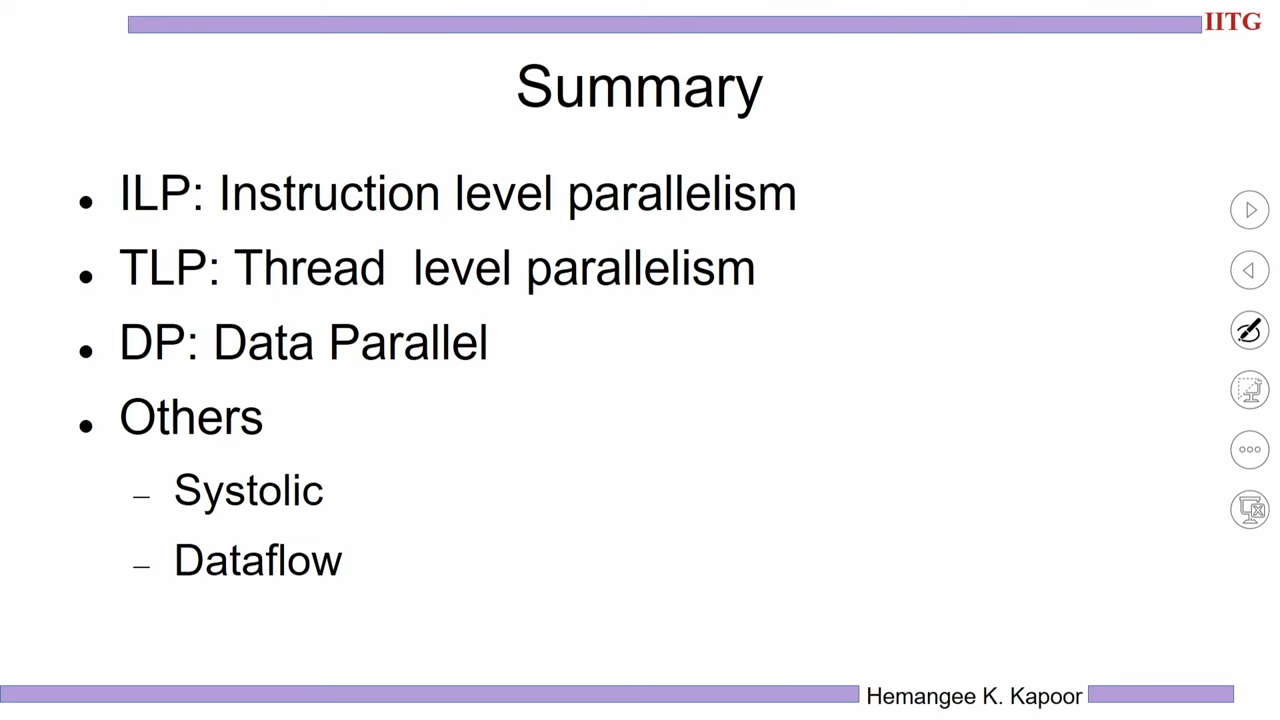 IITG
Summary
• ILP: Instruction level parallelism
• TLP: Thread level parallelism
• DP: Data Parallel
• Others
– Systolic
– Dataflow
Hemangee K. Kapoor